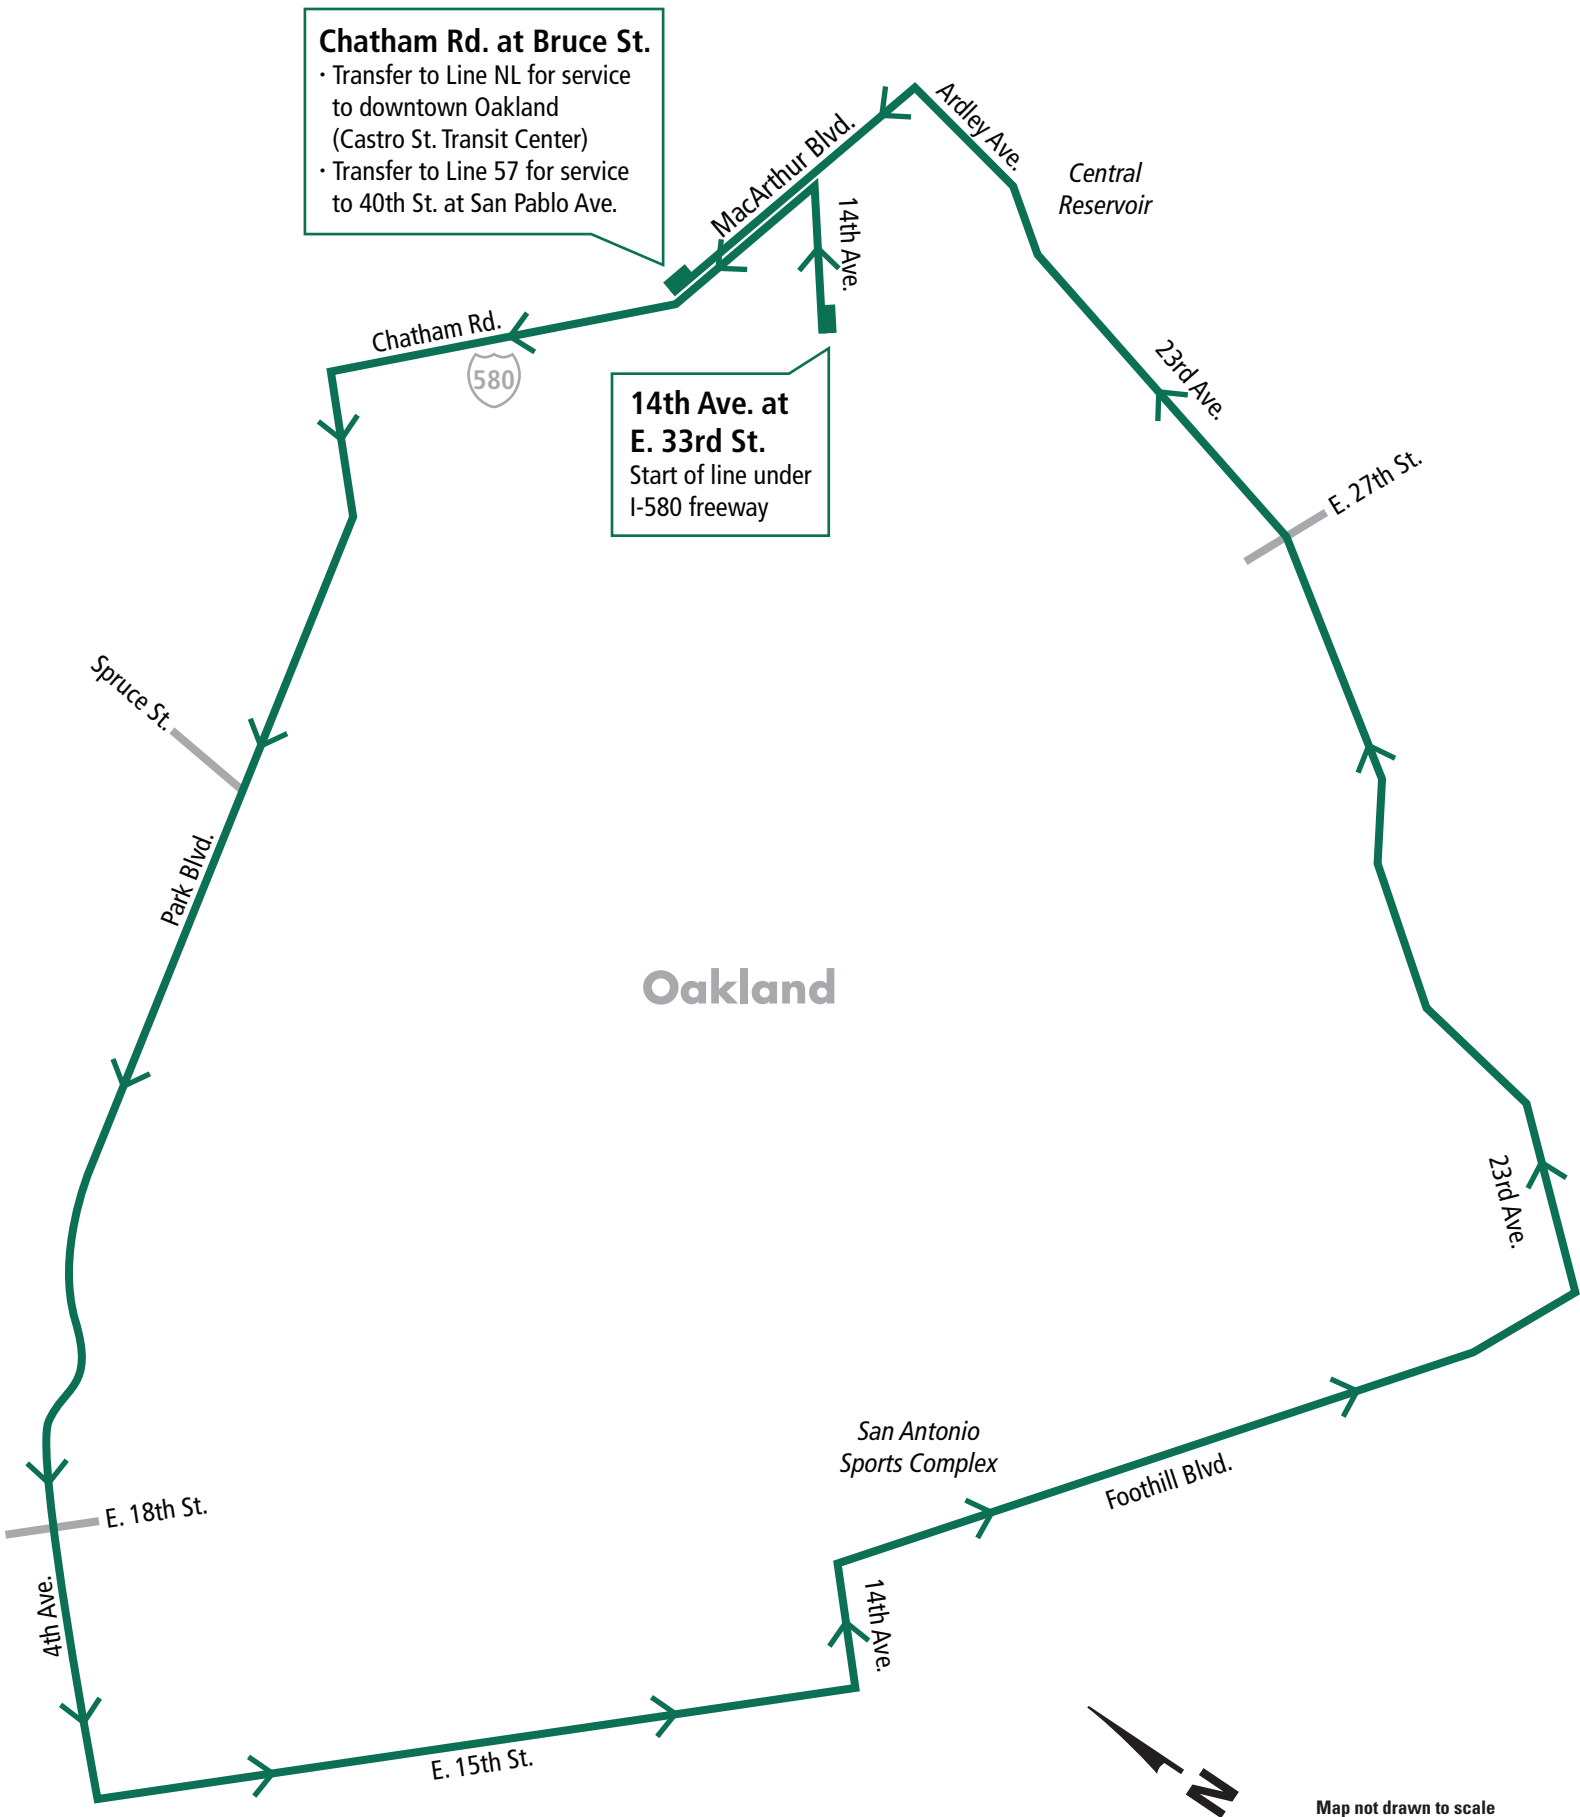 Chatham Rd. at Bruce St.
· Transfer to Line NL for service
to downtown Oakland
(Castro St. Transit Center)
· Transfer to Line 57 for service
to 40th St. at San Pablo Ave.
Ardley Ave.
MacArthur Blvd.
Central
Reservoir
14th Ave.
Chatham Rd.
580
23rd Ave.
14th Ave. at
E. 33rd St.
Start of line under
I-580 freeway
E. 27th St.
Spruce St.
Park Blvd.
Oakland
23rd Ave.
San Antonio
Sports Complex
Foothill Blvd.
E. 18th St.
4th Ave.
14th Ave.
E. 15th St.
N
Map not drawn to scale